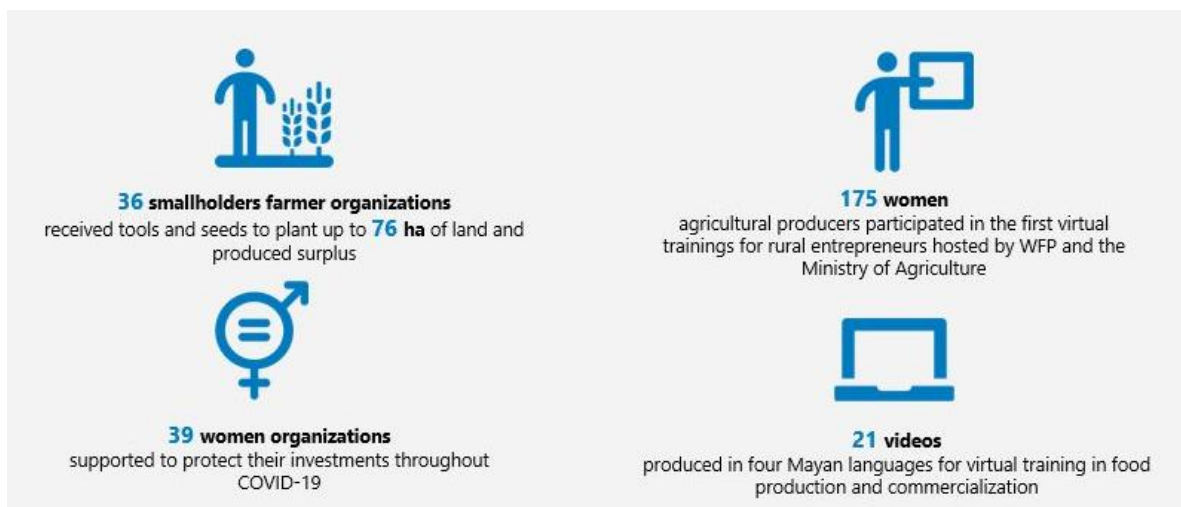 36 smallholders farmer organizations
received tools and seeds to plant up to 76 ha of land and
produced surplus
175 women
agricultural producers participated in the first virtual
trainings for rural entrepreneurs hosted by WFP and the
Ministry of Agriculture
39 women organizations
supported to protect their investments throughout
COVID-19
21 videos
produced in four Mayan languages for virtual training in food
production and commercialization